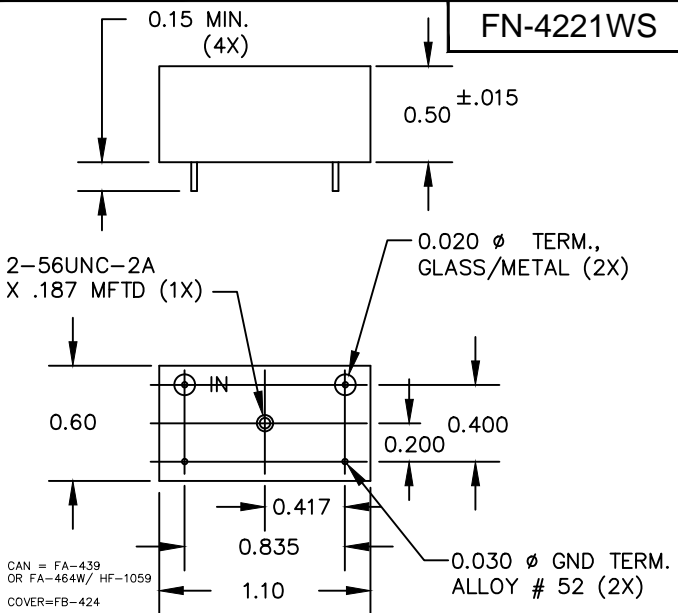 0.15 MIN.
(4X)
FN-4221WS
0.50 ±.015
0.020 ø TERM.,
GLASS/METAL (2X)
2-56UNC-2A
X .187 MFTD (1X)
IN
0.60
0.400
0.200
0.417
0.835
1.10
0.030 ø GND TERM.
ALLOY # 52 (2X)
CAN = FA-439
OR FA-464W/ HF-1059
COVER=FB-424